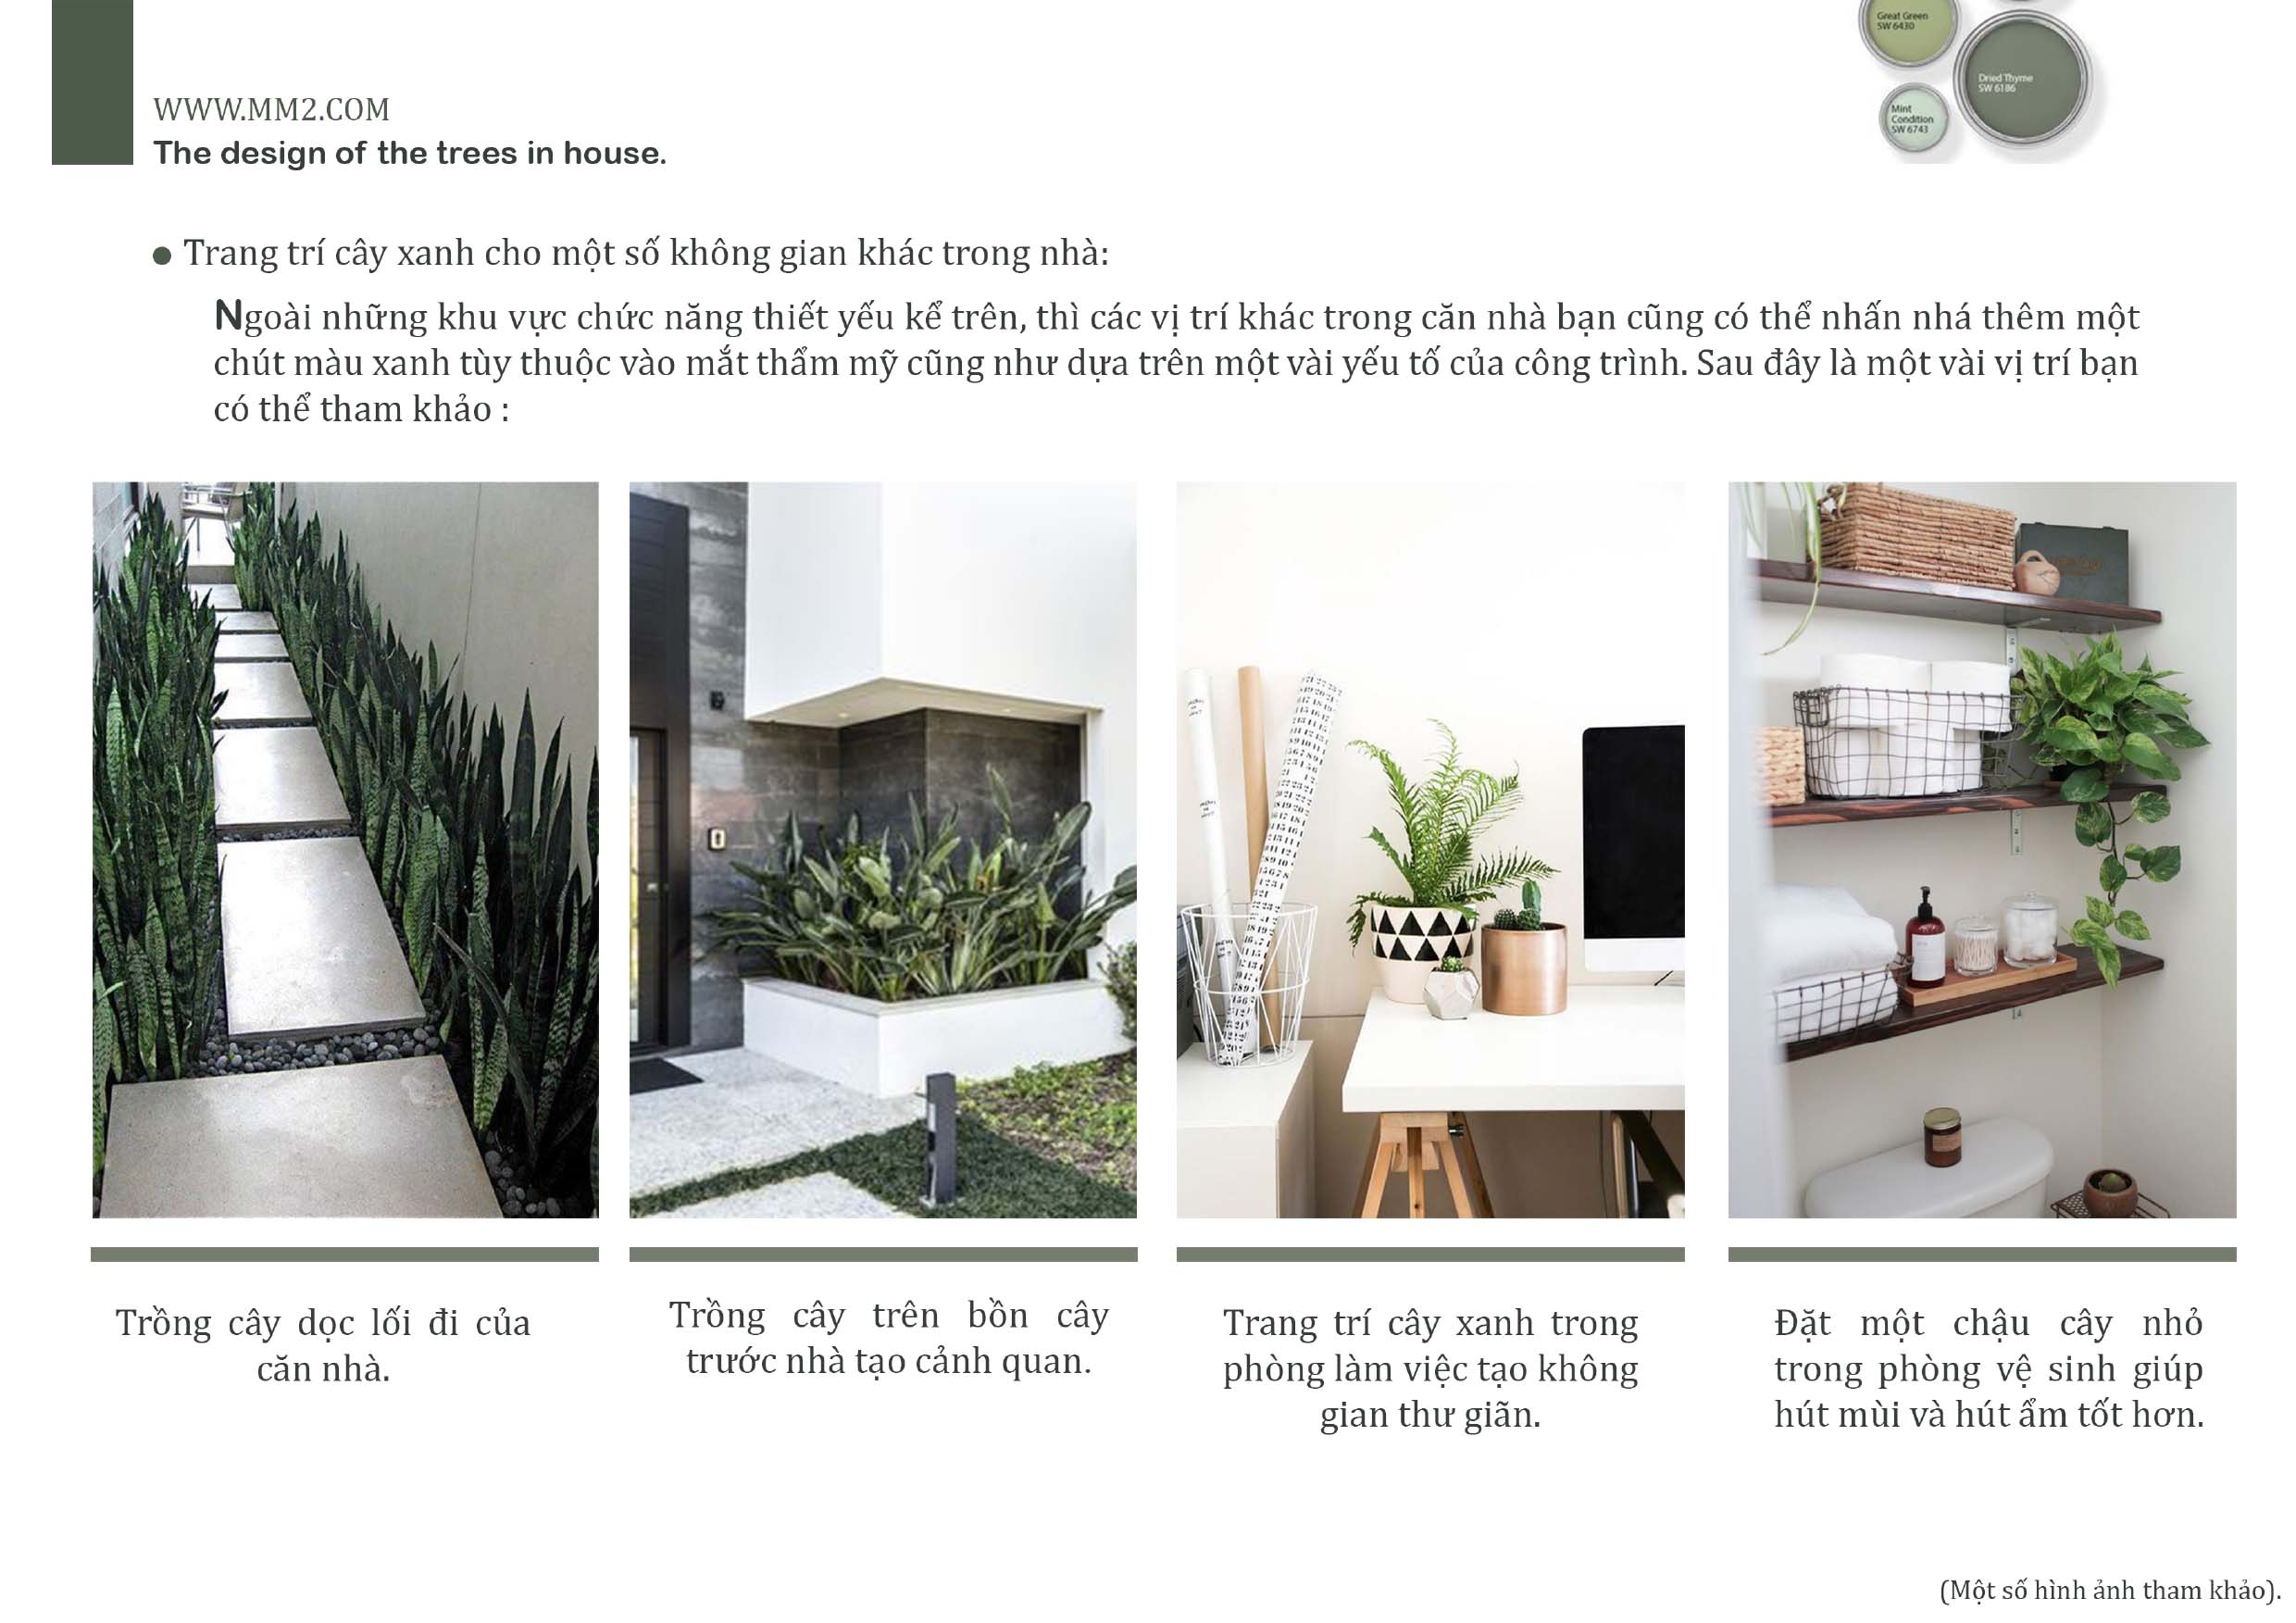 Great Green
SW 6430
Dried Thyme
SW 6186
Mint
Condition
SW 6743
WWW.MM2.COM
The design of the trees in house.
● Trang trí cây xanh cho một số không gian khác trong nhà:
Ngoài những khu vực chức năng thiết yếu kể trên, thì các vị trí khác trong căn nhà bạn cũng có thể nhấn nhá thêm một
chút màu xanh tùy thuộc vào mắt thẩm mỹ cũng như dựa trên một vài yếu tố của công trình. Sau đây là một vài vị trí bạn
có thể tham khảo :
Trồng cây dọc lối đi của
căn nhà.
Trồng cây trên bồn cây
trước nhà tạo cảnh quan.
Trang trí cây xanh trong
phòng làm việc tạo không
gian thư giãn.
Đặt một chậu cây nhỏ
trong phòng vệ sinh giúp
hút mùi và hút ẩm tốt hơn.
(Một số hình ảnh tham khảo).